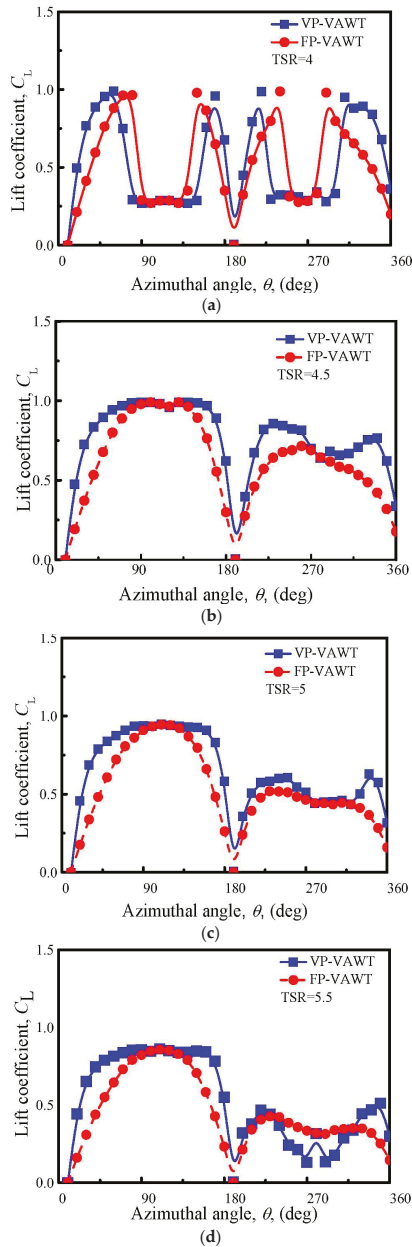 1.5
VP-VAWT
FP-VAWT
TSR=4
Lift coefficient, C_L
1.0
0.5
0.0
0 90 180 270 360
Azimuthal angle, θ, (deg)
(a)
1.5
VP-VAWT
FP-VAWT
TSR=4.5
Lift coefficient, C_L
1.0
0.5
0.0
0 90 180 270 360
Azimuthal angle, θ, (deg)
(b)
1.5
VP-VAWT
FP-VAWT
TSR=5
Lift coefficient, C_L
1.0
0.5
0.0
0 90 180 270 360
Azimuthal angle, θ, (deg)
(c)
1.5
VP-VAWT
FP-VAWT
TSR=5.5
Lift coefficient, CL
1.0
0.5
0.0
0 90 180 270 360
Azimuthal angle, θ, (deg)
(d)